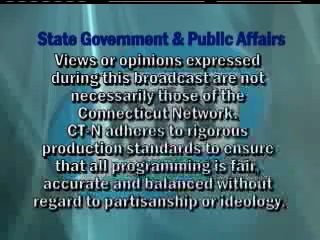 State Government & Public Affairs
Views or opinions expressed
during this broadcast are not
necessarily those of the
Connecticut Network.
CT-N adheres to rigorous
production standards to ensure
that all programming is fair,
accurate and balanced without
regard to partisanship or ideology.